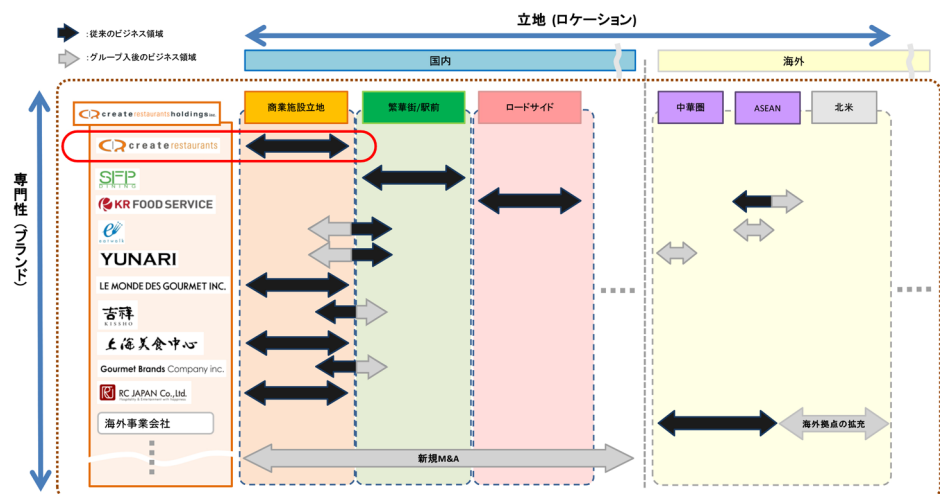 立地 (ロケーション)
:従来のビジネス領域
:グループ入後のビジネス領域
国内
海外
専門性（ブランド）
create restaurants holdings inc.
商業施設立地
繁華街/駅前
ロードサイド
中華圏
ASEAN
北米
create restaurants
SFP
DINING
KR FOOD SERVICE
eatwalk
YUNARI
LE MONDE DES GOURMET INC.
吉祥
KISSHO
上海美食中心
Gourmet Brands Company inc.
RC JAPAN Co.,Ltd.
海外事業会社
海外拠点の拡充
新規M&A